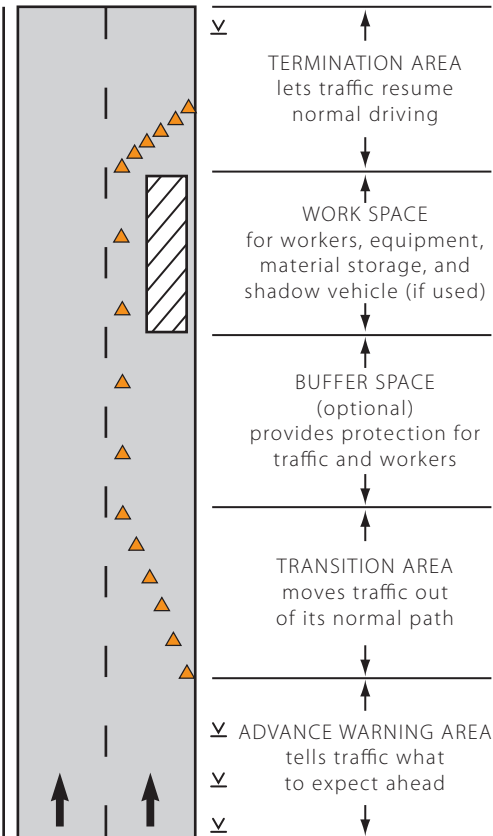 TERMINATION AREA
lets traffic resume
normal driving
WORK SPACE
for workers, equipment,
material storage, and
shadow vehicle (if used)
BUFFER SPACE
(optional)
provides protection for
traffic and workers
TRANSITION AREA
moves traffic out
of its normal path
ADVANCE WARNING AREA
tells traffic what
to expect ahead